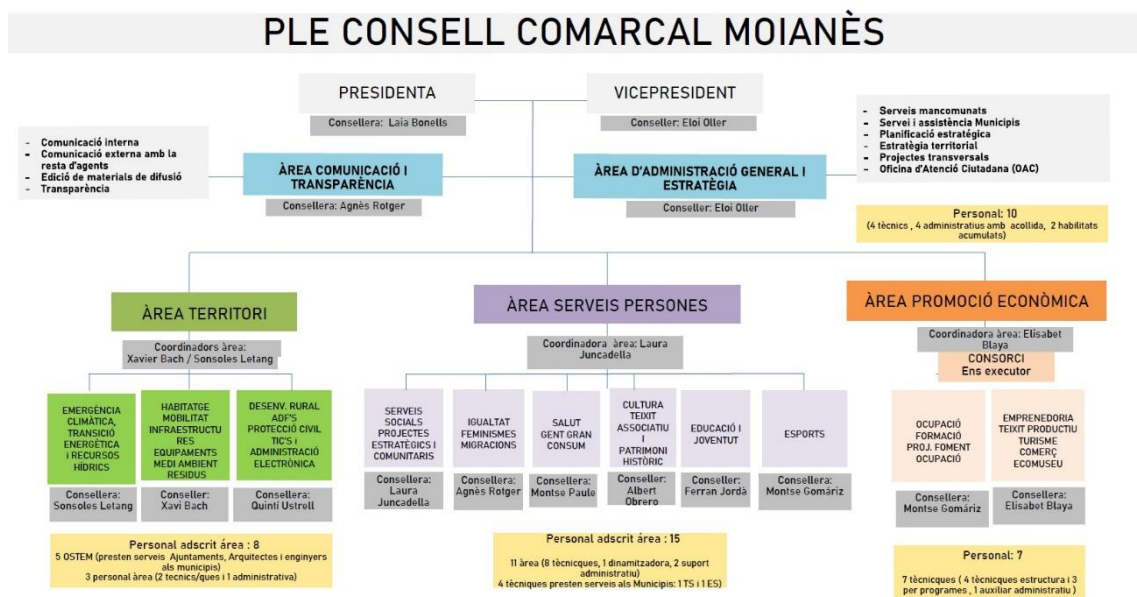 PLE CONSELL COMARCAL MOIANÈS
PRESIDENTA
Consellera: Laia Bonells
VICEPRESIDENT
Conseller: Eloi Oller
- Comunicació interna
- Comunicació externa amb la
resta d'agents
- Edició de materials de difusió
- Transparència
ÀREA COMUNICACIÓ I
TRANSPARÈNCIA
Consellera: Agnès Rotger
ÀREA D'ADMINISTRACIÓ GENERAL I
ESTRATÈGIA
Conseller: Eloi Oller
- Serveis mancomunats
- Servei i assistència Municipis
- Planificació estratégica
- Estratègia territorial
- Projectes transversals
- Oficina d'Atenció Ciutadana (OAC)
Personal: 10
(4 tècnics , 4 administratius amb acollida, 2 habilitats
acumulats)
ÀREA TERRITORI
Coordinadors àrea:
Xavier Bach / Sonsoles Letang
EMERGÈNCIA
CLIMÀTICA,
TRANSICIÓ
ENERGÈTICA
i RECURSOS
HÍDRICS
Consellera:
Sonsoles Letang
HABITATGE
MOBILITAT
INFRAESTRUCTU
RES
EQUIPAMENTS
MEDI AMBIENT
RESIDUS
Conseller:
Xavi Bach
DESENV. RURAL
ADF'S
PROTECCIÓ CIVIL
TIC'S i
ADMINISTRACIÓ
ELECTRÒNICA
Conseller:
Quintí Ustrell
Personal adscrit área : 8
5 OSTEM (presten serveis Ajuntaments, Arquitectes i enginyers
als municipis)
3 personal àrea (2 tecnics/ques i 1 administrativa)
ÀREA SERVEIS PERSONES
Coordinadora àrea: Laura
Juncadella
SERVEIS
SOCIALS
PROJECTES
ESTRATÈGICS I
COMUNITARIS
Consellera:
Laura
Juncadella
IGUALTAT
FEMINISMES
MIGRACIONS
Consellera:
Agnès Rotger
SALUT
GENT GRAN
CONSUM
Consellera:
Montse Paule
CULTURA
TEIXIT
ASSOCIATIU
I
PATRIMONI
HISTÒRIC
Conseller:
Albert
Obrero
EDUCACIÓ I
JOVENTUT
Conseller:
Ferran Jordà
ESPORTS
Consellera:
Montse Gomáriz
Personal adscrit àrea : 15
11 área (8 tècnicques, 1 dinamitzadora, 2 suport
administratiu)
4 tècniques presten serveis als Municipis: 1 TS i 1 ES)
ÀREA PROMOCIÓ ECONÒMICA
Coordinadora àrea: Elisabet
Blaya
CONSORCI
Ens executor
OCUPACIÓ
FORMACIÓ
PROJ. FOMENT
OCUPACIÓ
Consellera:
Montse Gomáriz
EMPRENEDORIA
TEIXIT PRODUCTIU
TURISME
COMERÇ
ECOMUSEU
Consellera:
Elisabet Blaya
Personal: 7
7 tècniques ( 4 tècniques estructura i 3
per programes , 1 auxiliar administratiu )